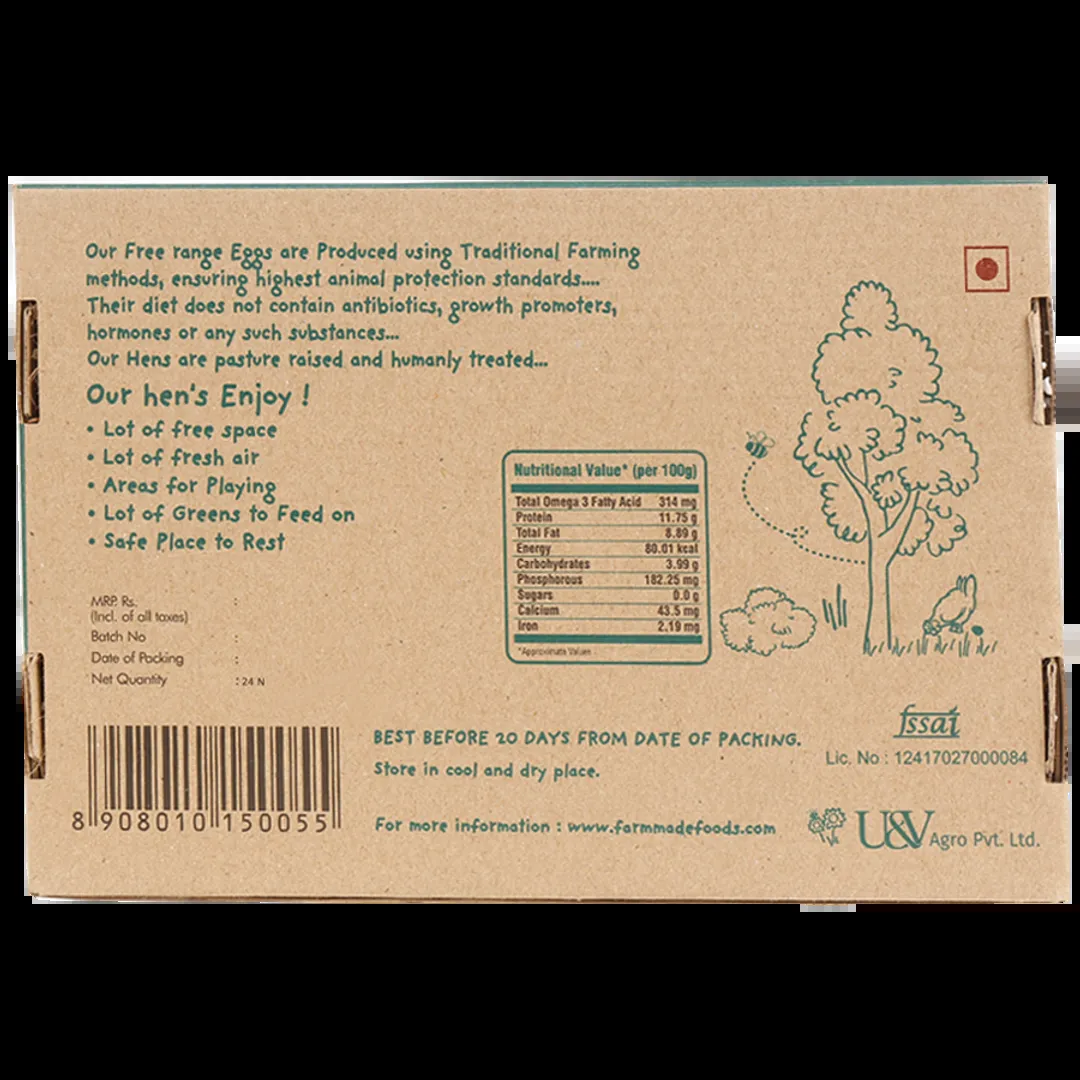 Our Free range Eggs are Produced using Traditional Farming
methods, ensuring highest animal protection standards....
Their diet does not contain antibiotics, growth promoters,
hormones or any such substances...
Our Hens are pasture raised and humanly treated...
Our hen's Enjoy !
• Lot of free space
• Lot of fresh air
• Areas for Playing
• Lot of Greens to Feed on
• Safe Place to Rest
Nutritional Value* (per 100g)
Total Omega 3 Fatty Acid 314 mg
Protein 11.75 g
Total Fat 8.89 g
Energy 80.01 kcal
Carbohydrates 3.99 g
Phosphorous 182.25 mg
Sugars 0.0 g
Calcium 43.5 mg
Iron 2.19 mg
*Approximate Values
MRP. Rs. :
(Incl. of all taxes)
Batch No :
Date of Packing :
Net Quantity : 24 N
8 908010 150055
BEST BEFORE 20 DAYS FROM DATE OF PACKING.
Store in cool and dry place.
For more information : www.farmmadefoods.com
fssai
Lic. No : 12417027000084
U&V Agro Pvt. Ltd.